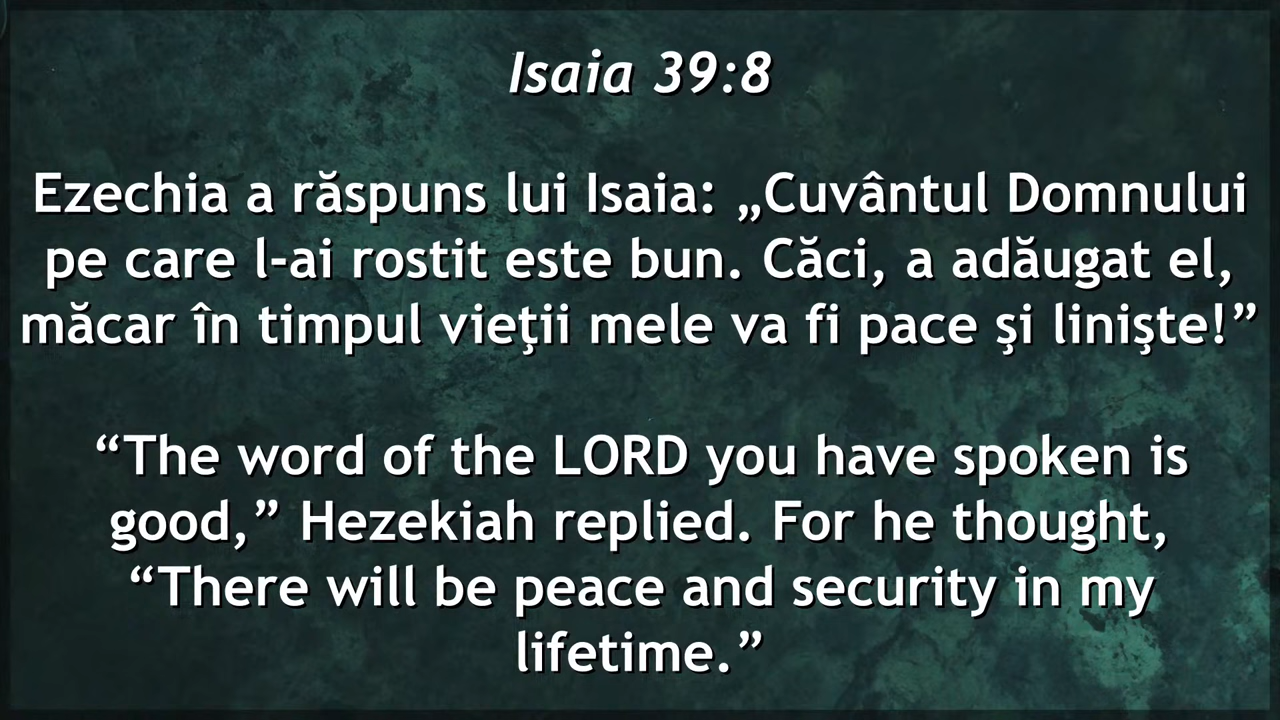 Isaia 39:8
Ezechia a răspuns lui Isaia: „Cuvântul Domnului
pe care l-ai rostit este bun. Căci, a adăugat el,
măcar în timpul vieţii mele va fi pace şi linişte!”
“The word of the LORD you have spoken is
good,” Hezekiah replied. For he thought,
“There will be peace and security in my
lifetime.”